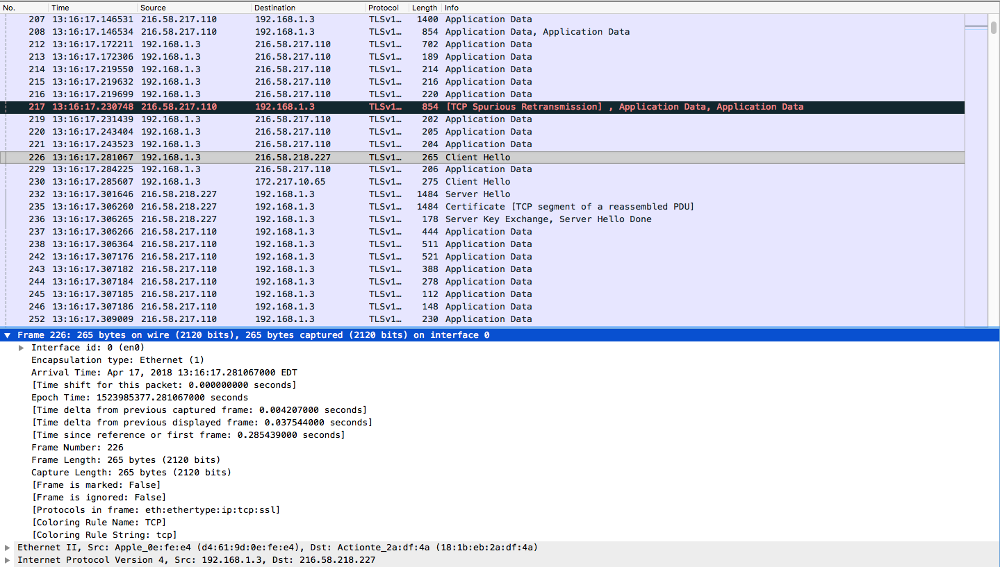 No. Time Source Destination Protocol Length Info
207 13:16:17.146531 216.58.217.110 192.168.1.3 TLSv1… 1400 Application Data
208 13:16:17.146534 216.58.217.110 192.168.1.3 TLSv1… 854 Application Data, Application Data
212 13:16:17.172211 192.168.1.3 216.58.217.110 TLSv1… 702 Application Data
213 13:16:17.172306 192.168.1.3 216.58.217.110 TLSv1… 189 Application Data
214 13:16:17.219550 192.168.1.3 216.58.217.110 TLSv1… 214 Application Data
215 13:16:17.219632 192.168.1.3 216.58.217.110 TLSv1… 216 Application Data
216 13:16:17.219699 192.168.1.3 216.58.217.110 TLSv1… 220 Application Data
217 13:16:17.230748 216.58.217.110 192.168.1.3 TLSv1… 854 [TCP Spurious Retransmission] , Application Data, Application Data
219 13:16:17.231439 192.168.1.3 216.58.217.110 TLSv1… 202 Application Data
220 13:16:17.243404 192.168.1.3 216.58.217.110 TLSv1… 205 Application Data
221 13:16:17.243523 192.168.1.3 216.58.217.110 TLSv1… 204 Application Data
226 13:16:17.281067 192.168.1.3 216.58.218.227 TLSv1… 265 Client Hello
229 13:16:17.284225 192.168.1.3 216.58.217.110 TLSv1… 206 Application Data
230 13:16:17.285607 192.168.1.3 172.217.10.65 TLSv1… 275 Client Hello
232 13:16:17.301646 216.58.218.227 192.168.1.3 TLSv1… 1484 Server Hello
235 13:16:17.306260 216.58.218.227 192.168.1.3 TLSv1… 1484 Certificate [TCP segment of a reassembled PDU]
236 13:16:17.306265 216.58.218.227 192.168.1.3 TLSv1… 178 Server Key Exchange, Server Hello Done
237 13:16:17.306266 216.58.217.110 192.168.1.3 TLSv1… 444 Application Data
238 13:16:17.306364 216.58.217.110 192.168.1.3 TLSv1… 511 Application Data
242 13:16:17.307176 216.58.217.110 192.168.1.3 TLSv1… 521 Application Data
243 13:16:17.307182 216.58.217.110 192.168.1.3 TLSv1… 388 Application Data
244 13:16:17.307184 216.58.217.110 192.168.1.3 TLSv1… 278 Application Data
245 13:16:17.307185 216.58.217.110 192.168.1.3 TLSv1… 112 Application Data
246 13:16:17.307186 216.58.217.110 192.168.1.3 TLSv1… 148 Application Data
252 13:16:17.309009 216.58.217.110 192.168.1.3 TLSv1… 230 Application Data
Frame 226: 265 bytes on wire (2120 bits), 265 bytes captured (2120 bits) on interface 0
Interface id: 0 (en0)
Encapsulation type: Ethernet (1)
Arrival Time: Apr 17, 2018 13:16:17.281067000 EDT
[Time shift for this packet: 0.000000000 seconds]
Epoch Time: 1523985377.281067000 seconds
[Time delta from previous captured frame: 0.004207000 seconds]
[Time delta from previous displayed frame: 0.037544000 seconds]
[Time since reference or first frame: 0.285439000 seconds]
Frame Number: 226
Frame Length: 265 bytes (2120 bits)
Capture Length: 265 bytes (2120 bits)
[Frame is marked: False]
[Frame is ignored: False]
[Protocols in frame: eth:ethertype:ip:tcp:ssl]
[Coloring Rule Name: TCP]
[Coloring Rule String: tcp]
Ethernet II, Src: Apple_0e:fe:e4 (d4:61:9d:0e:fe:e4), Dst: Actionte_2a:df:4a (18:1b:eb:2a:df:4a)
Internet Protocol Version 4, Src: 192.168.1.3, Dst: 216.58.218.227